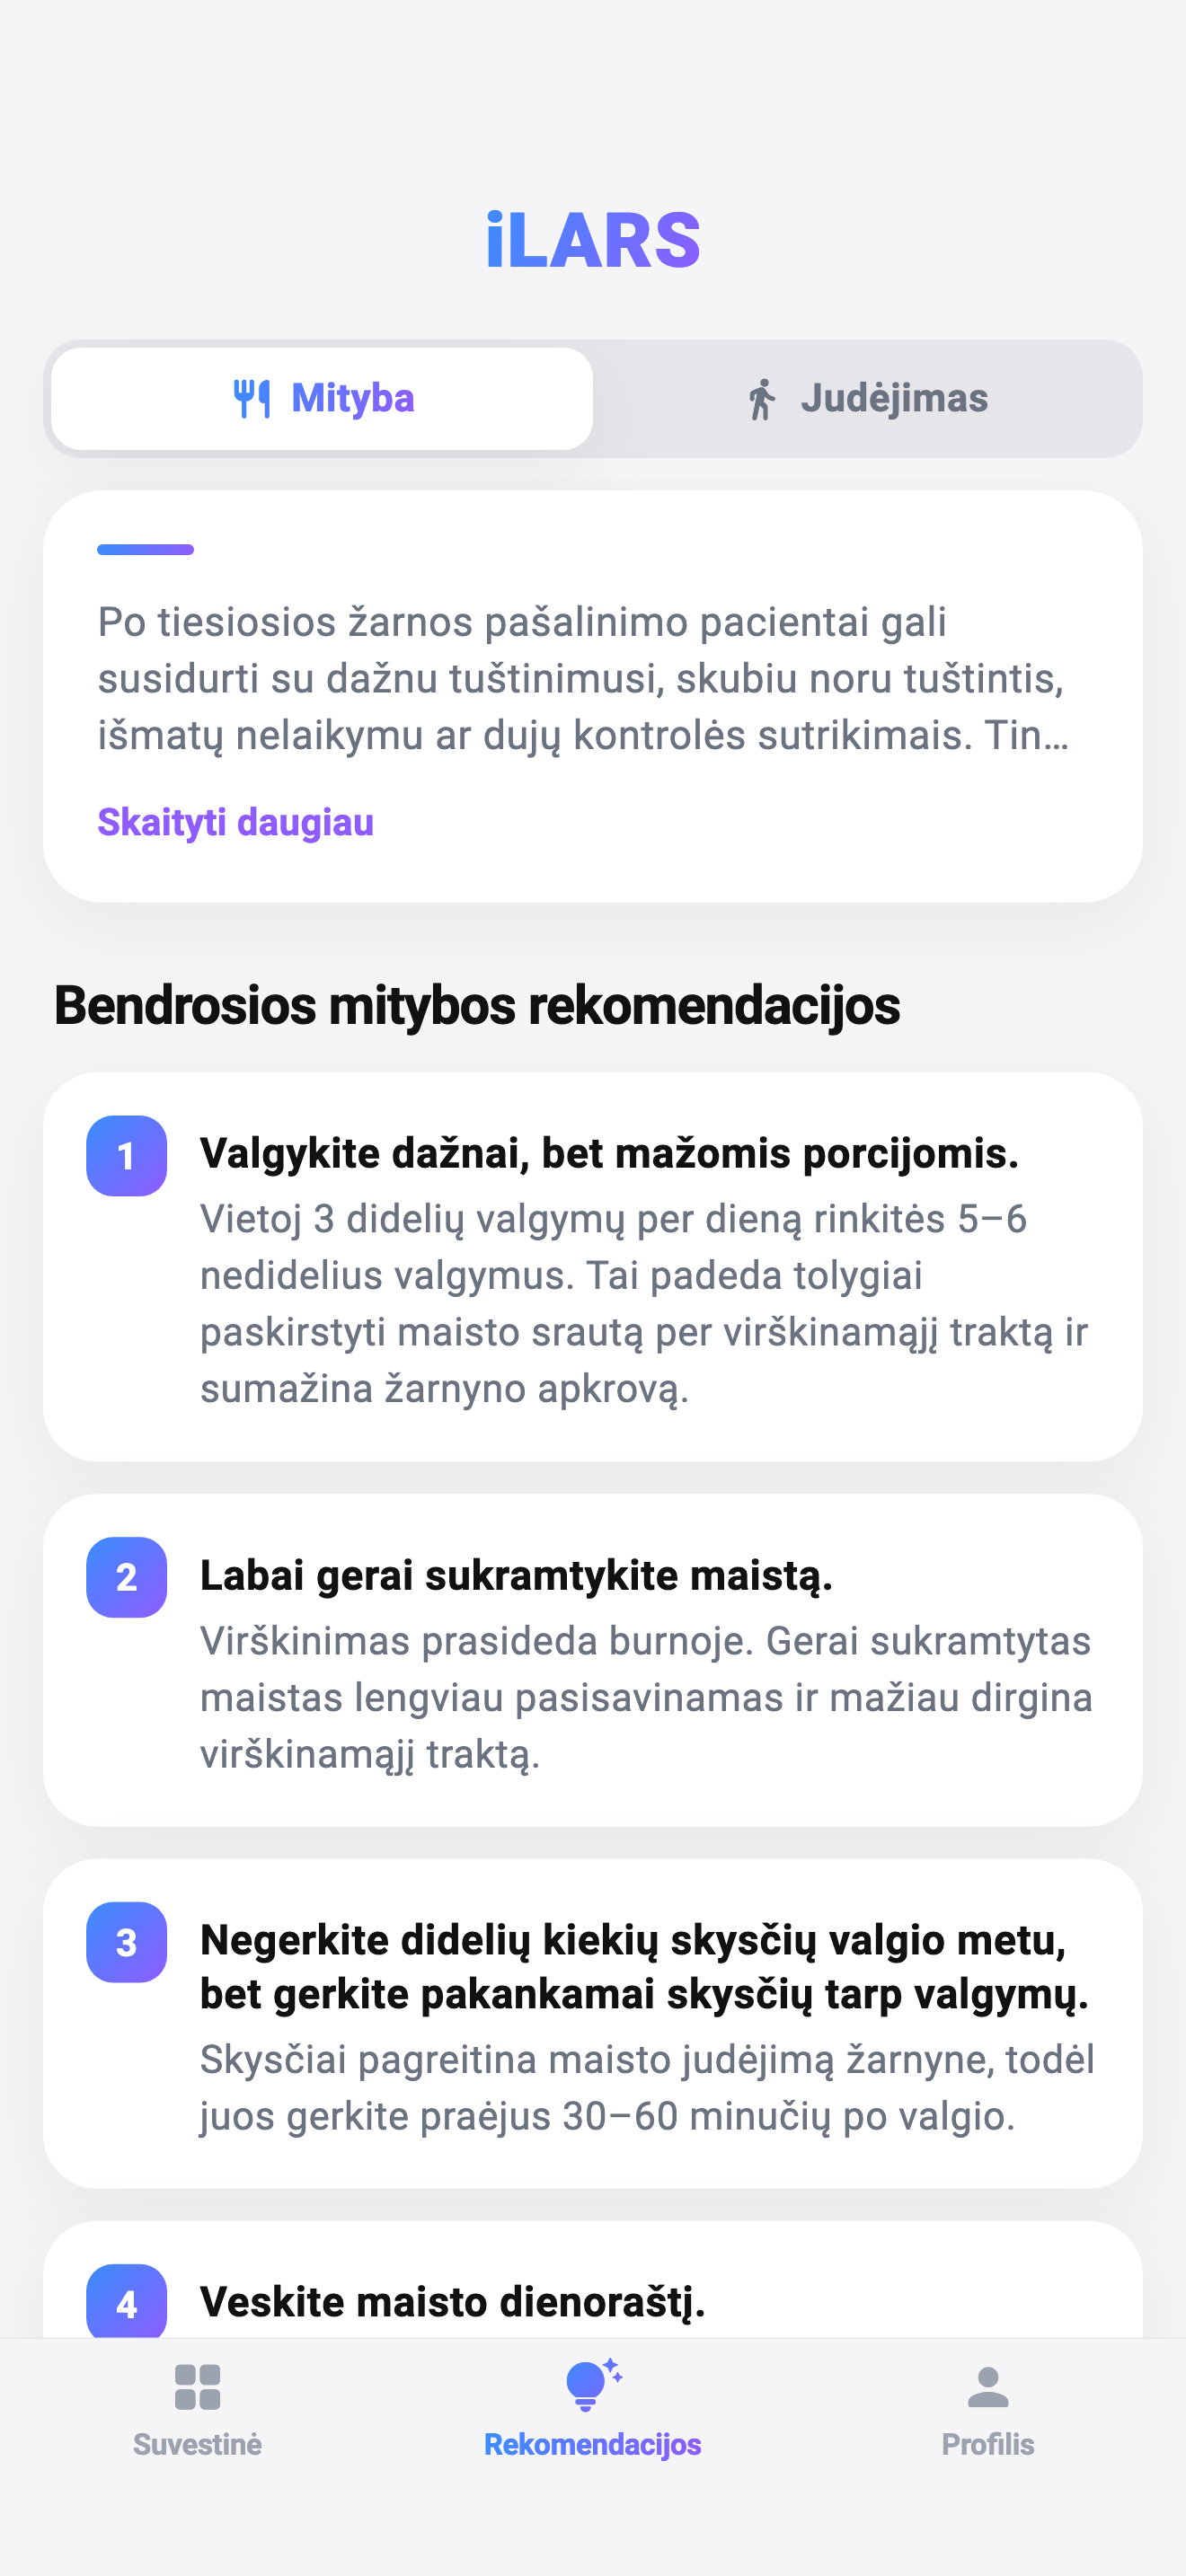 iLARS
Mityba
Judėjimas
Po tiesiosios žarnos pašalinimo pacientai gali
susidurti su dažnu tuštinimusi, skubiu noru tuštintis,
išmatų nelaikymu ar dujų kontrolės sutrikimais. Tin…
Skaityti daugiau
Bendrosios mitybos rekomendacijos
1
Valgykite dažnai, bet mažomis porcijomis.
Vietoj 3 didelių valgymų per dieną rinkitės 5–6
nedidelius valgymus. Tai padeda tolygiai
paskirstyti maisto srautą per virškinamąjį traktą ir
sumažina žarnyno apkrovą.
2
Labai gerai sukramtykite maistą.
Virškinimas prasideda burnoje. Gerai sukramtytas
maistas lengviau pasisavinamas ir mažiau dirgina
virškinamąjį traktą.
3
Negerkite didelių kiekių skysčių valgio metu,
bet gerkite pakankamai skysčių tarp valgymų.
Skysčiai pagreitina maisto judėjimą žarnyne, todėl
juos gerkite praėjus 30–60 minučių po valgio.
4
Veskite maisto dienoraštį.
Suvestinė
Rekomendacijos
Profilis